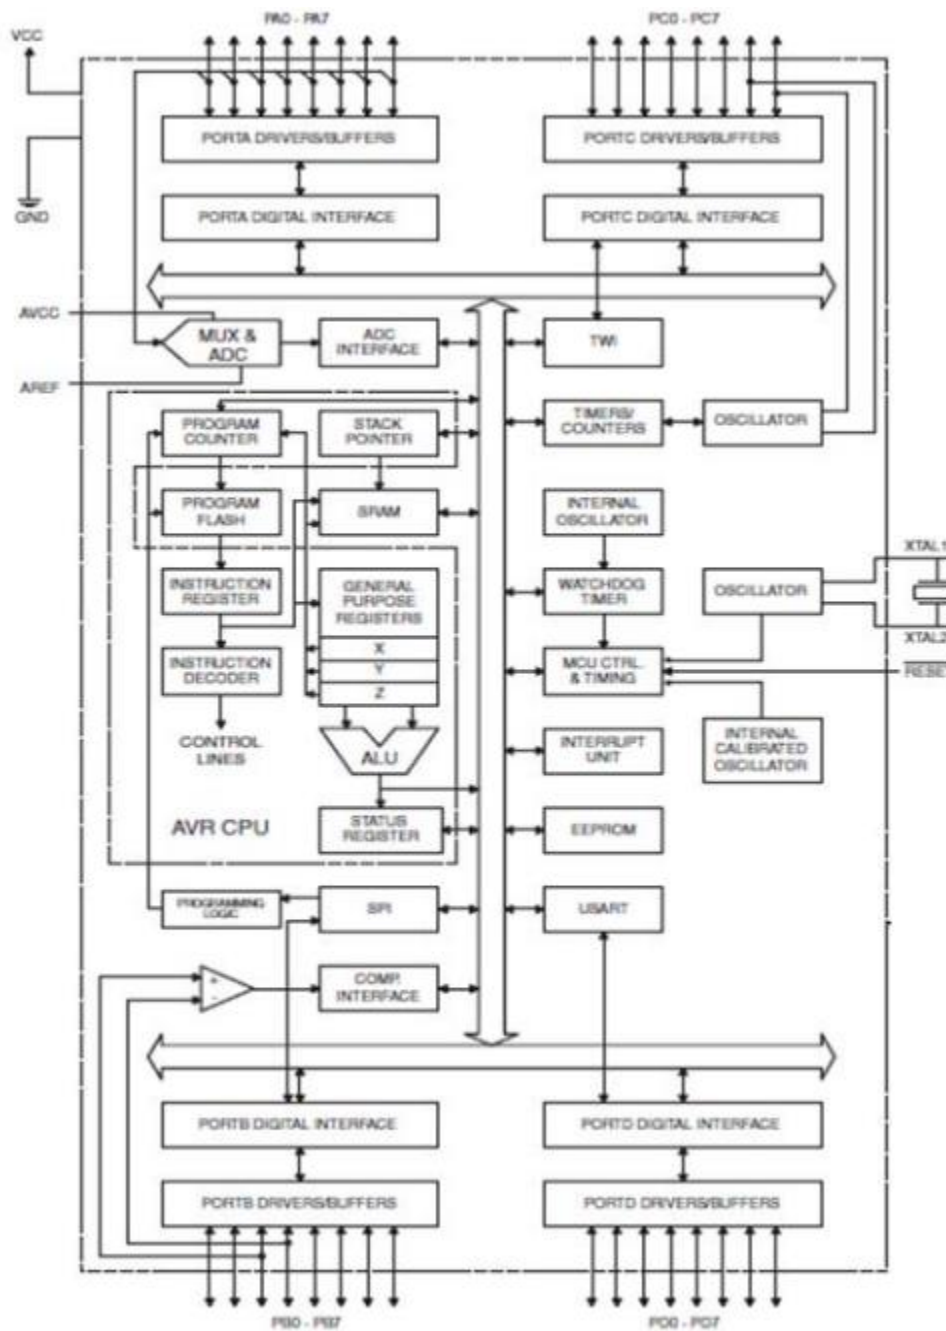 PA0 - PA7
PC0 - PC7
VCC
PORTA DRIVERS/BUFFERS
PORTC DRIVERS/BUFFERS
GND
PORTA DIGITAL INTERFACE
PORTC DIGITAL INTERFACE
AVCC
MUX &
ADC
ADC
INTERFACE
TWI
AREF
PROGRAM
COUNTER
STACK
POINTER
TIMERS/
COUNTERS
OSCILLATOR
PROGRAM
FLASH
SRAM
INTERNAL
OSCILLATOR
XTAL1
INSTRUCTION
REGISTER
GENERAL
PURPOSE
REGISTERS
WATCHDOG
TIMER
OSCILLATOR
XTAL2
X
INSTRUCTION
DECODER
Y
MCU CTRL.
& TIMING
RESET
Z
CONTROL
LINES
ALU
INTERRUPT
UNIT
INTERNAL
CALIBRATED
OSCILLATOR
AVR CPU
STATUS
REGISTER
EEPROM
PROGRAMMING
LOGIC
SPI
USART
+
-
COMP.
INTERFACE
PORTB DIGITAL INTERFACE
PORTD DIGITAL INTERFACE
PORTB DRIVERS/BUFFERS
PORTD DRIVERS/BUFFERS
PB0 - PB7
PD0 - PD7